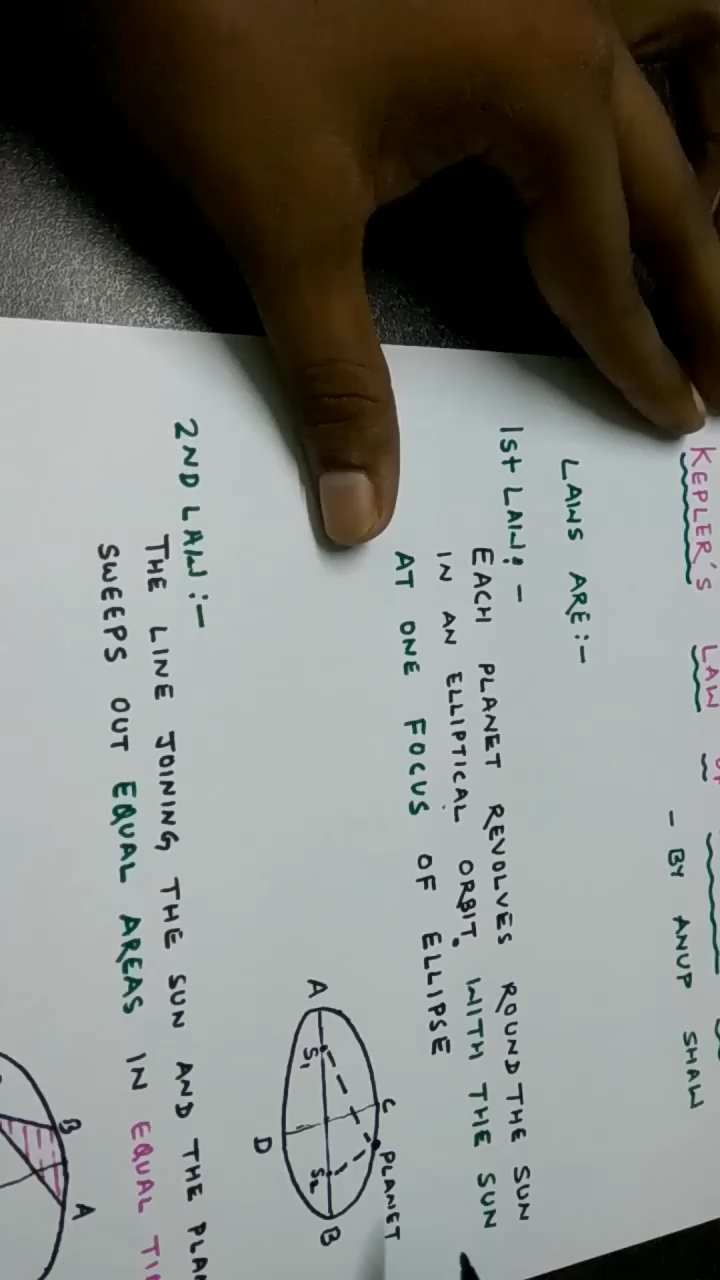 KEPLER'S LAW OF
- BY ANUP SHAW
LAWS ARE:-
1St LAW:-
EACH PLANET REVOLVES ROUND THE SUN
IN AN ELLIPTICAL ORBIT. WITH THE SUN
AT ONE FOCUS OF ELLIPSE
A
S1
C
PLANET
D
S2
B
2ND LAW:-
THE LINE JOINING THE SUN AND THE
SWEEPS OUT EQUAL AREAS IN EQUAL
B
A